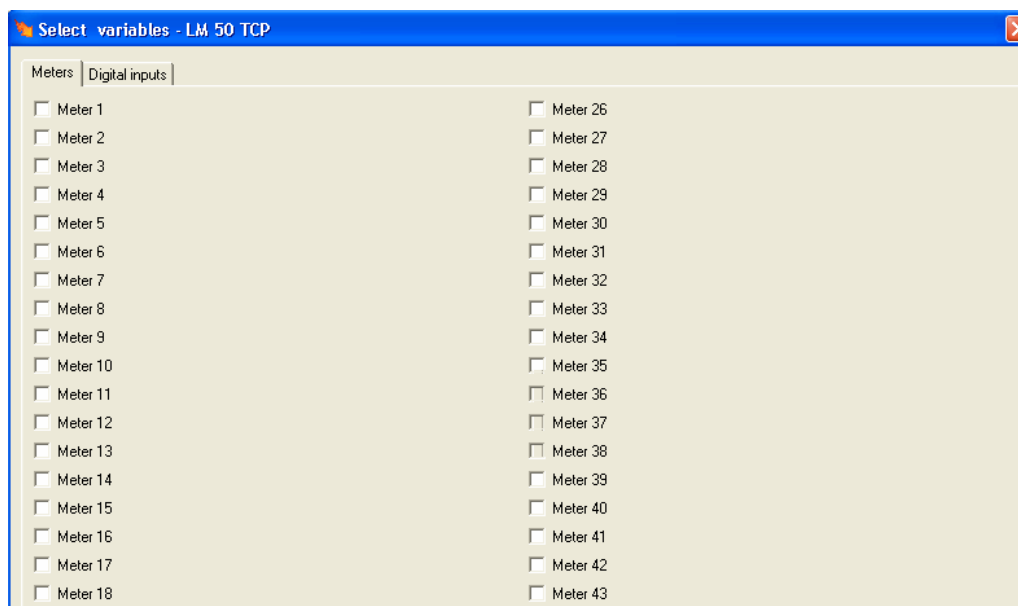 Select variables - LM 50 TCP
Meters
Digital inputs
Meter 1
Meter 2
Meter 3
Meter 4
Meter 5
Meter 6
Meter 7
Meter 8
Meter 9
Meter 10
Meter 11
Meter 12
Meter 13
Meter 14
Meter 15
Meter 16
Meter 17
Meter 18
Meter 26
Meter 27
Meter 28
Meter 29
Meter 30
Meter 31
Meter 32
Meter 33
Meter 34
Meter 35
Meter 36
Meter 37
Meter 38
Meter 39
Meter 40
Meter 41
Meter 42
Meter 43